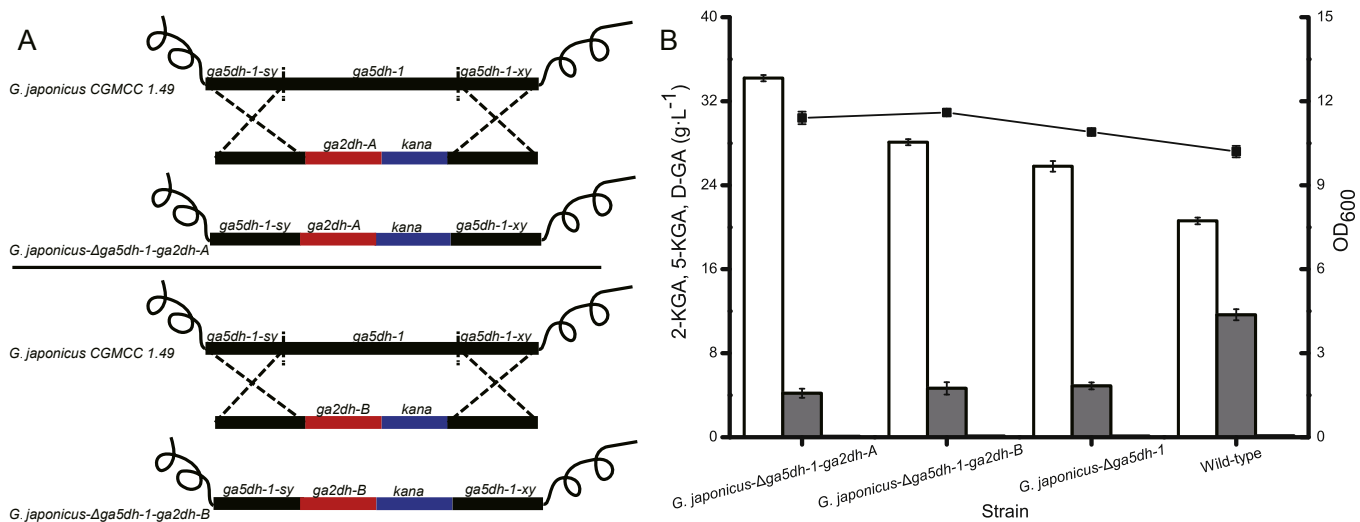 A
ga5dh-1-sy ga5dh-1 ga5dh-1-xy
G. japonicus CGMCC 1.49
ga2dh-A kana
ga5dh-1-sy ga2dh-A kana ga5dh-1-xy
G. japonicus-Δga5dh-1-ga2dh-A
ga5dh-1-sy ga5dh-1 ga5dh-1-xy
G. japonicus CGMCC 1.49
ga2dh-B kana
ga5dh-1-sy ga2dh-B kana ga5dh-1-xy
G. japonicus-Δga5dh-1-ga2dh-B
B
2-KGA, 5-KGA, D-GA (g·L⁻¹)
40
32
24
16
8
0
15
12
9
6
3
0
OD600
G. japonicus-Δga5dh-1-ga2dh-A
G. japonicus-Δga5dh-1-ga2dh-B
G. japonicus-Δga5dh-1
Wild-type
Strain